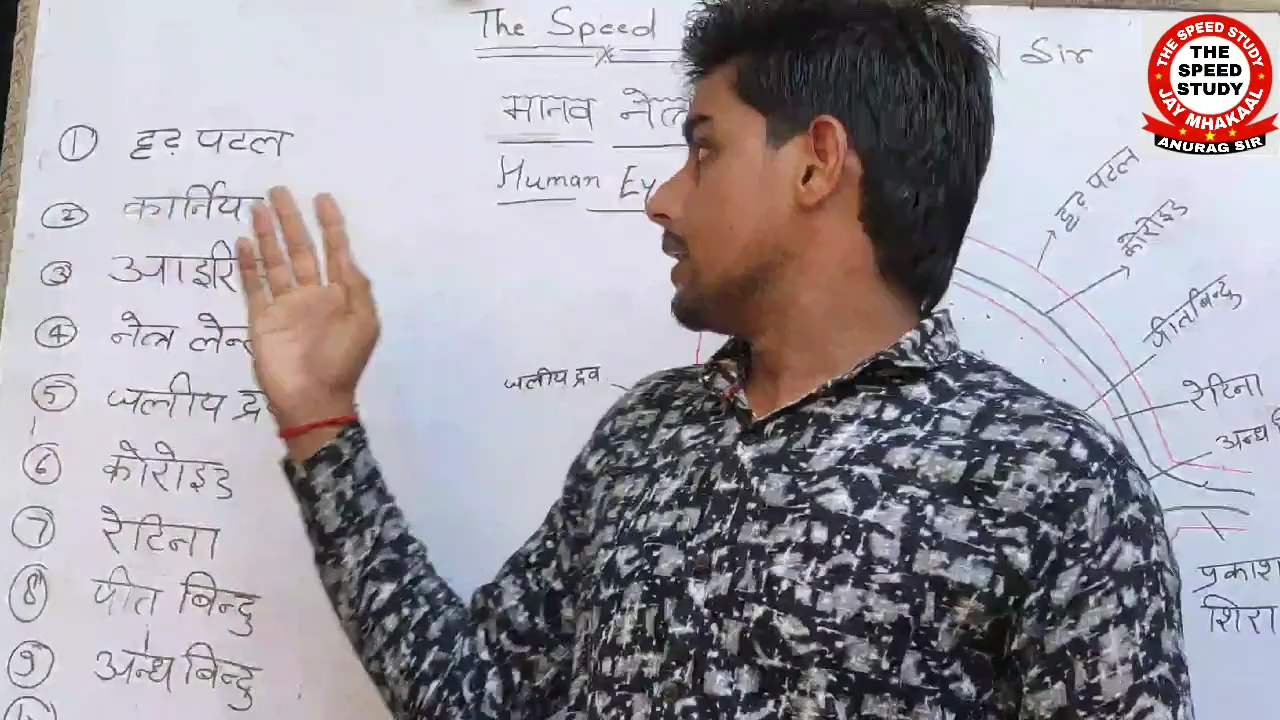 The Speed
Sir
मानव नेत्र
Human Ey
① दृढ़ पटल
② कार्निया
③ आइरि
④ नेत्र लेन्स
⑤ जलीय द्रव
⑥ कोरोइड
⑦ रेटिना
⑧ पीत बिन्दु
⑨ अन्ध बिन्दु
जलीय द्रव
दृढ़ पटल
कोरोइड
पीत बिन्दु
रेटिना
अन्ध
प्रकाश
शिरा
THE SPEED STUDY
THE
SPEED
STUDY
JAY MHAKAAL
ANURAG SIR